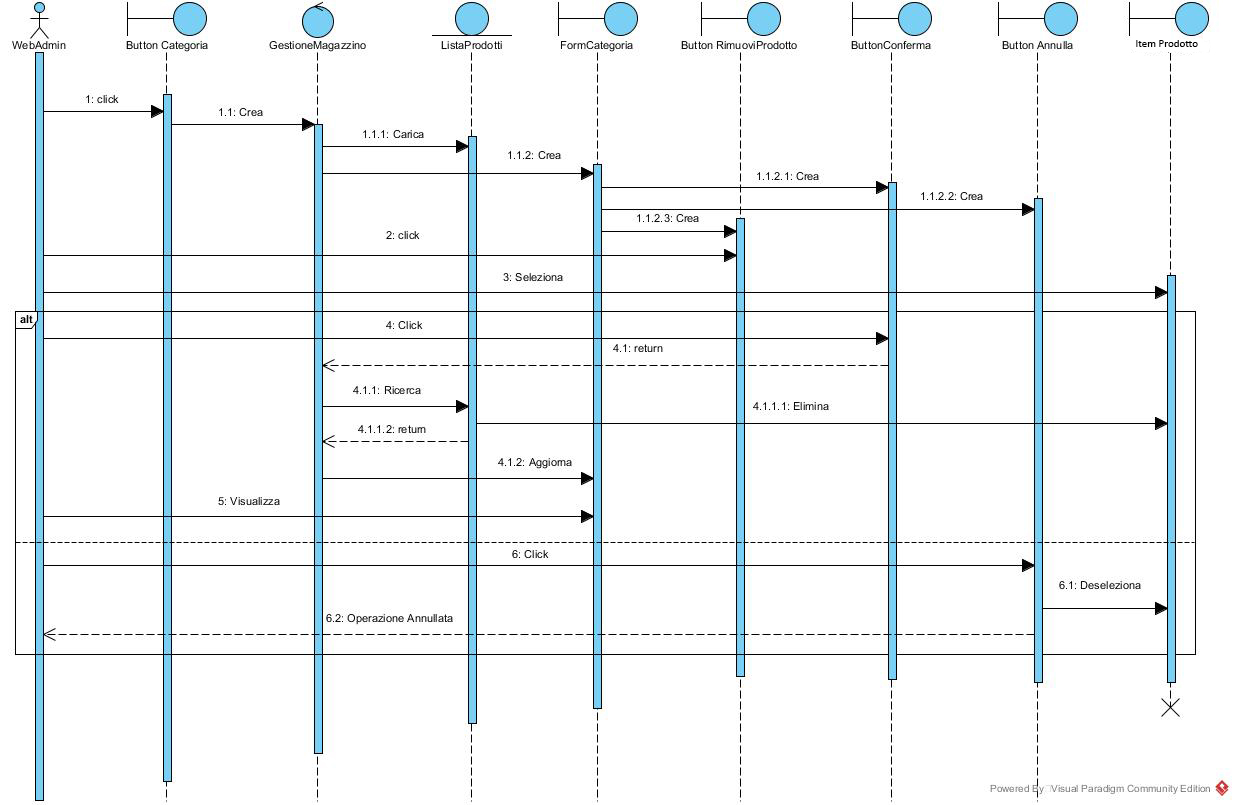 WebAdmin
Button Categoria
GestioneMagazzino
ListaProdotti
FormCategoria
Button RimuoviProdotto
ButtonConferma
Button Annulla
Item Prodotto
1: click
1.1: Crea
1.1.1: Carica
1.1.2: Crea
1.1.2.1: Crea
1.1.2.2: Crea
1.1.2.3: Crea
2: click
3: Seleziona
alt
4: Click
4.1: return
4.1.1: Ricerca
4.1.1.1: Elimina
4.1.1.2: return
4.1.2: Aggiorna
5: Visualizza
6: Click
6.1: Deseleziona
6.2: Operazione Annullata
Powered By Visual Paradigm Community Edition